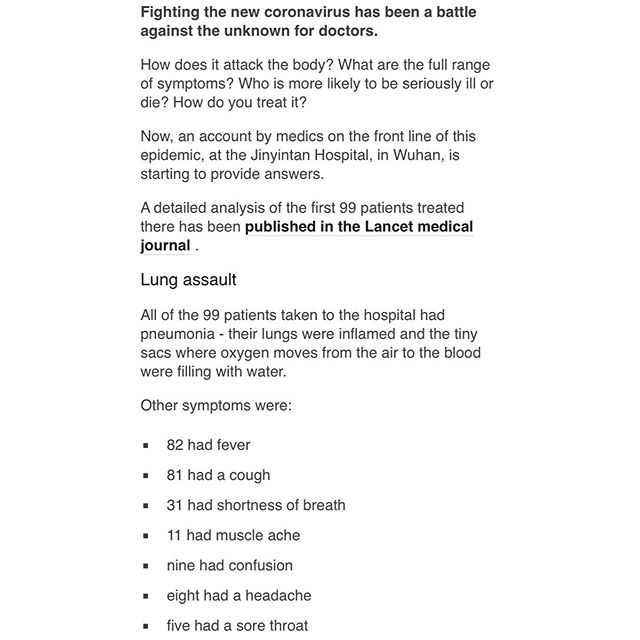 Fighting the new coronavirus has been a battle
against the unknown for doctors.
How does it attack the body? What are the full range
of symptoms? Who is more likely to be seriously ill or
die? How do you treat it?
Now, an account by medics on the front line of this
epidemic, at the Jinyintan Hospital, in Wuhan, is
starting to provide answers.
A detailed analysis of the first 99 patients treated
there has been published in the Lancet medical
journal .
Lung assault
All of the 99 patients taken to the hospital had
pneumonia - their lungs were inflamed and the tiny
sacs where oxygen moves from the air to the blood
were filling with water.
Other symptoms were:
▪ 82 had fever
▪ 81 had a cough
▪ 31 had shortness of breath
▪ 11 had muscle ache
▪ nine had confusion
▪ eight had a headache
▪ five had a sore throat